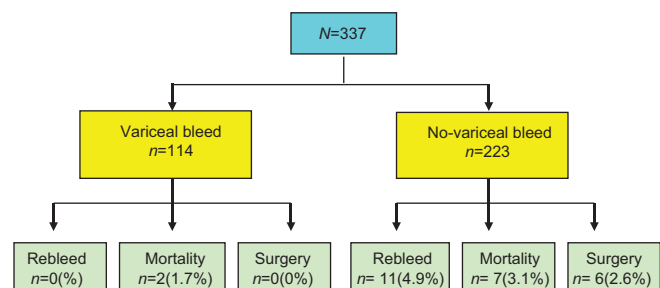 N=337
Variceal bleed
n=114
No-variceal bleed
n=223
Rebleed
n=0(%)
Mortality
n=2(1.7%)
Surgery
n=0(0%)
Rebleed
n= 11(4.9%)
Mortality
n= 7(3.1%)
Surgery
n= 6(2.6%)